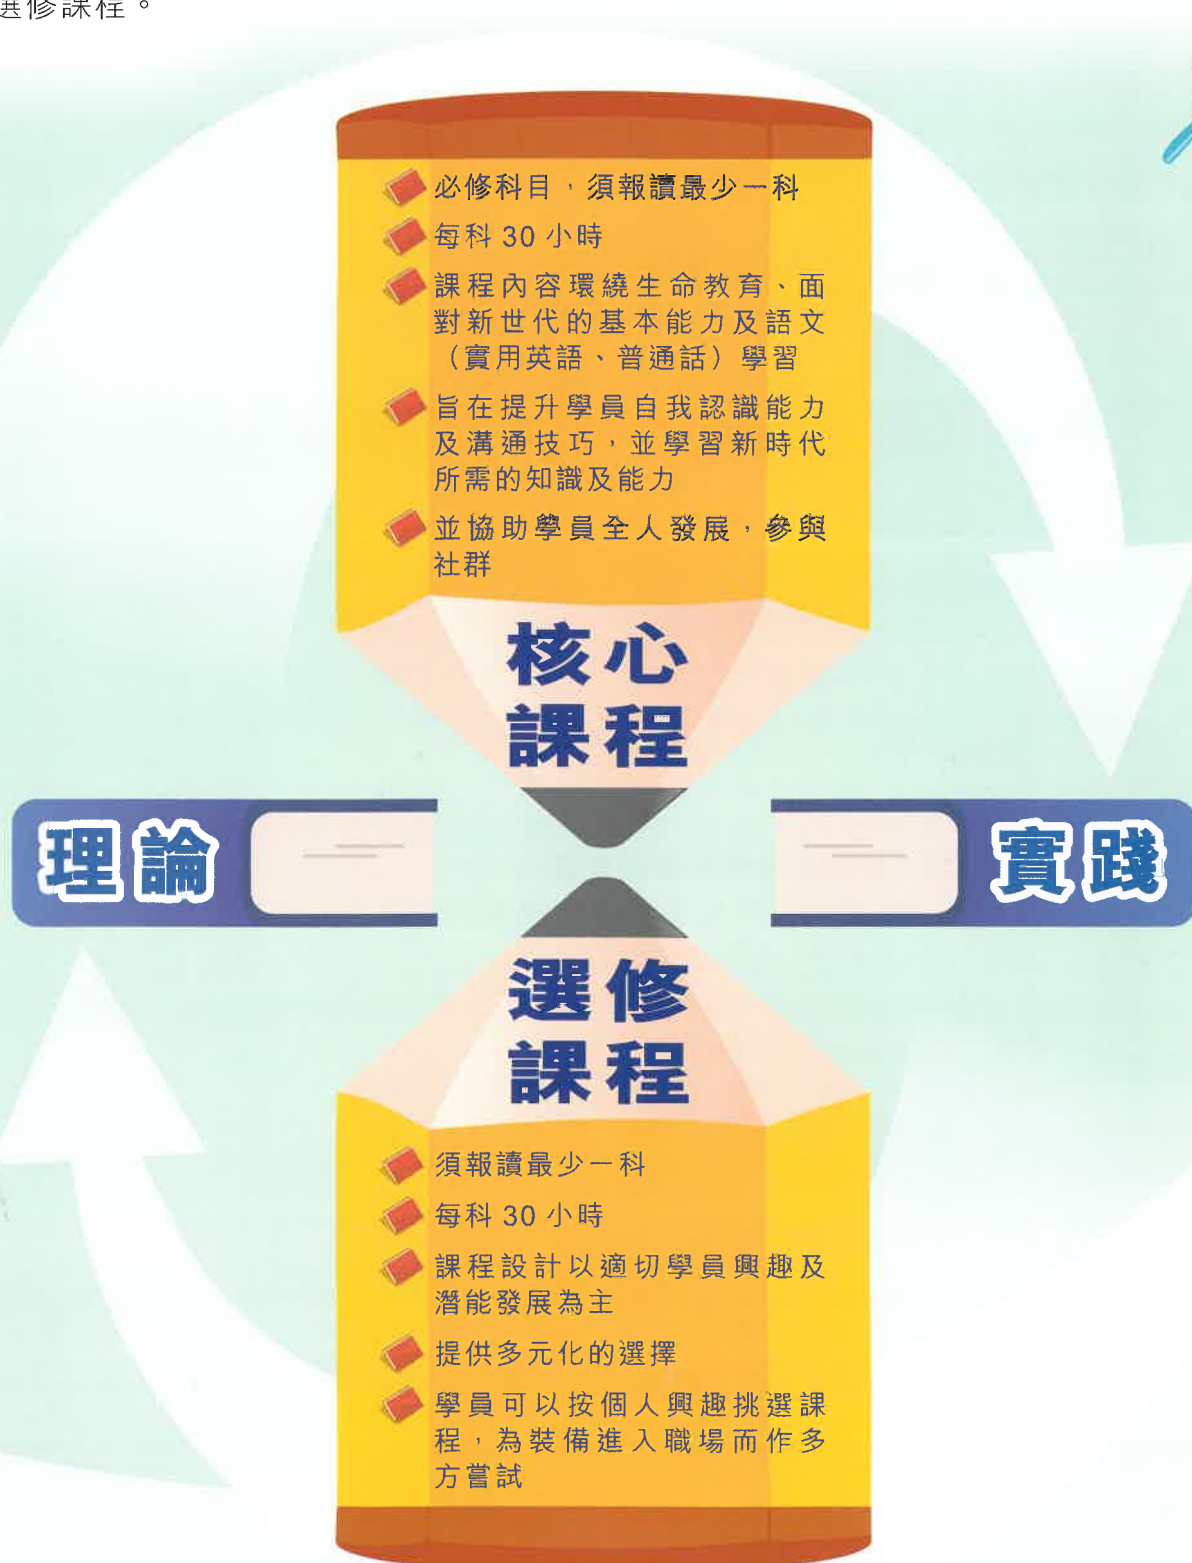 選修課程。
必修科目，須報讀最少一科
每科 30 小時
課程內容環繞生命教育、面
對新世代的基本能力及語文
（實用英語、普通話）學習
旨在提升學員自我認識能力
及溝通技巧，並學習新時代
所需的知識及能力
並協助學員全人發展，參與
社群
核心
課程
理論
實踐
選修
課程
須報讀最少一科
每科 30 小時
課程設計以適切學員興趣及
潛能發展為主
提供多元化的選擇
學員可以按個人興趣挑選課
程，為裝備進入職場而作多
方嘗試